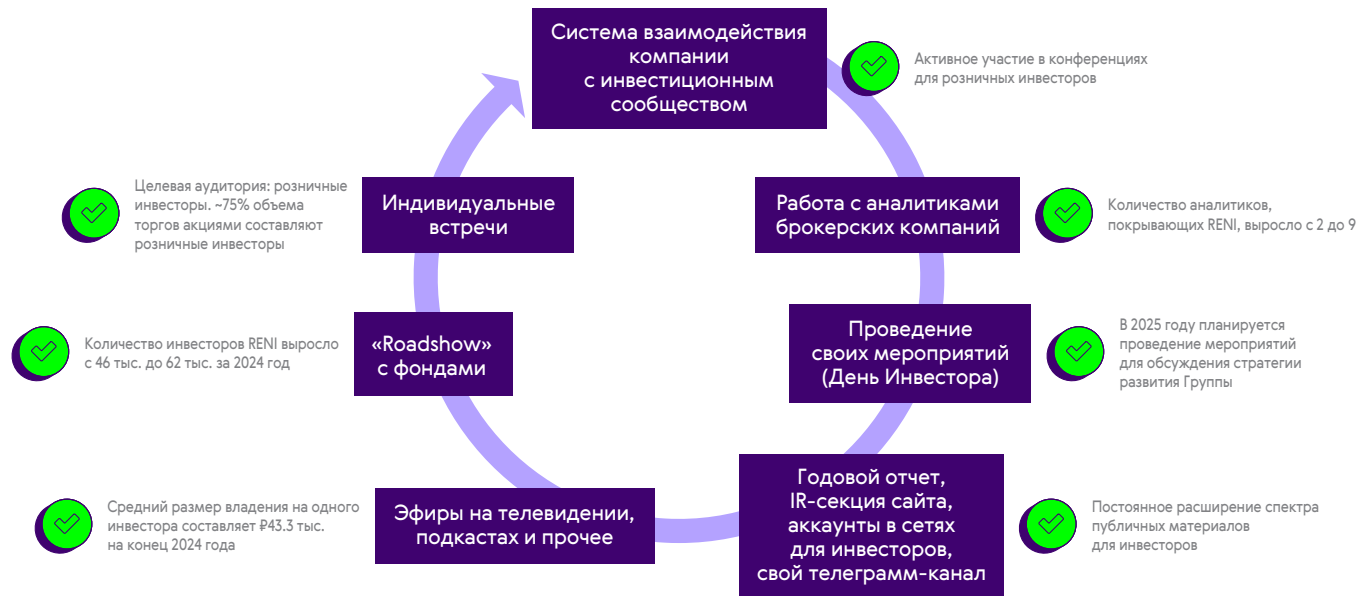 Система взаимодействия
компании
с инвестиционным
сообществом
Активное участие в конференциях
для розничных инвесторов
Работа с аналитиками
брокерских компаний
Количество аналитиков,
покрывающих RENI, выросло с 2 до 9
Проведение
своих мероприятий
(День Инвестора)
В 2025 году планируется
проведение мероприятий
для обсуждения стратегии
развития Группы
Годовой отчет,
IR-секция сайта,
аккаунты в сетях
для инвесторов,
свой телеграмм-канал
Постоянное расширение спектра
публичных материалов
для инвесторов
Эфиры на телевидении,
подкастах и прочее
Средний размер владения на одного
инвестора составляет ₽43.3 тыс.
на конец 2024 года
«Roadshow»
с фондами
Количество инвесторов RENI выросло
с 46 тыс. до 62 тыс. за 2024 год
Индивидуальные
встречи
Целевая аудитория: розничные
инвесторы. ~75% объема
торгов акциями составляют
розничные инвесторы